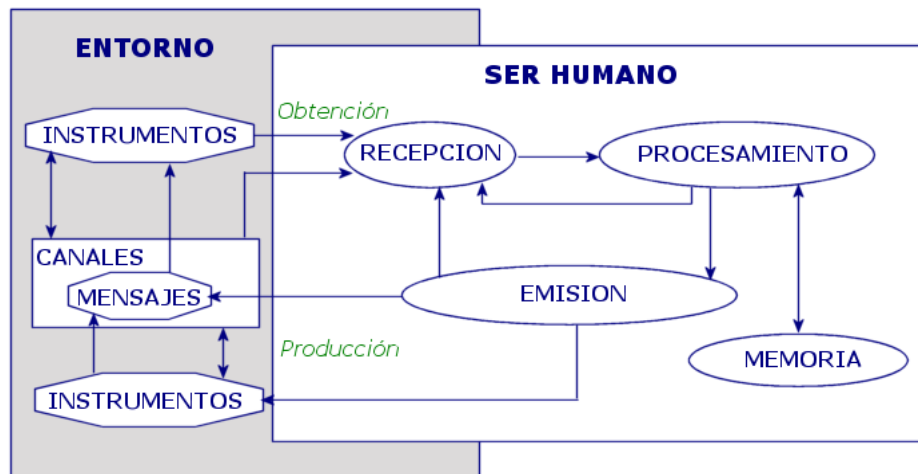 ENTORNO
SER HUMANO
Obtención
INSTRUMENTOS
RECEPCION
PROCESAMIENTO
CANALES
MENSAJES
EMISION
Producción
MEMORIA
INSTRUMENTOS